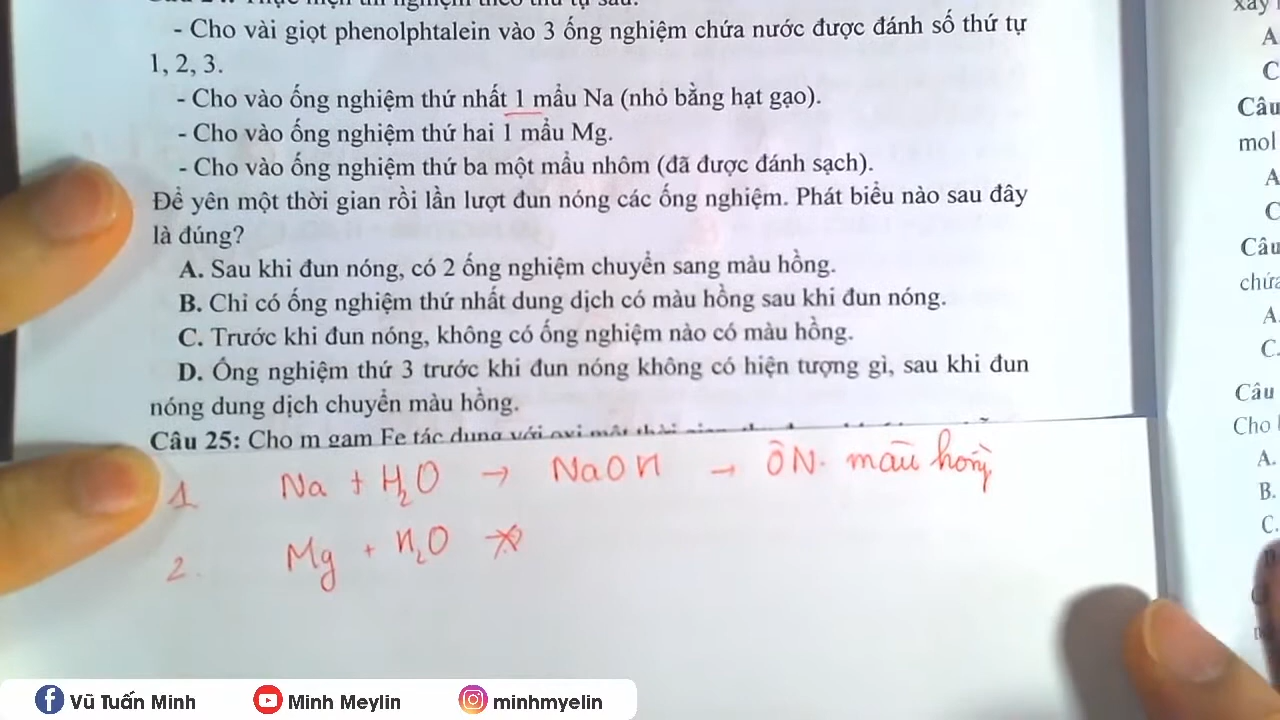 - Cho vài giọt phenolphtalein vào 3 ống nghiệm chứa nước được đánh số thứ tự
1, 2, 3.
- Cho vào ống nghiệm thứ nhất 1 mẩu Na (nhỏ bằng hạt gạo).
- Cho vào ống nghiệm thứ hai 1 mẩu Mg.
- Cho vào ống nghiệm thứ ba một mẩu nhôm (đã được đánh sạch).
Để yên một thời gian rồi lần lượt đun nóng các ống nghiệm. Phát biểu nào sau đây
là đúng?
A. Sau khi đun nóng, có 2 ống nghiệm chuyển sang màu hồng.
B. Chỉ có ống nghiệm thứ nhất dung dịch có màu hồng sau khi đun nóng.
C. Trước khi đun nóng, không có ống nghiệm nào có màu hồng.
D. Ống nghiệm thứ 3 trước khi đun nóng không có hiện tượng gì, sau khi đun
nóng dung dịch chuyển màu hồng.
Câu 25: Cho m gam Fe tác dụng với oxi một thời gian
1. Na + H₂O → NaOH → ÔN. màu hồng
2. Mg + H₂O
xảy
A
C
Câu
mol
A
C
Câu
chứa
A.
C.
Câu
Cho
A.
B.
C.
Vũ Tuấn Minh
Minh Meylin
minhmyelin